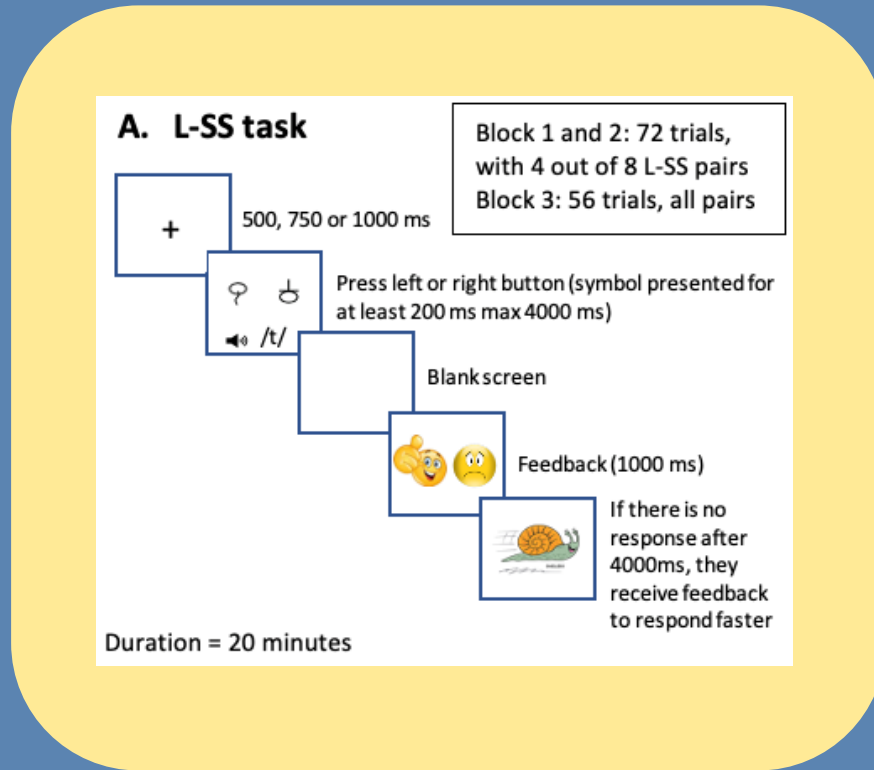 A. L-SS task
Block 1 and 2: 72 trials,
with 4 out of 8 L-SS pairs
Block 3: 56 trials, all pairs
+
500, 750 or 1000 ms
Press left or right button (symbol presented for
at least 200 ms max 4000 ms)
/t/
Blank screen
Feedback (1000 ms)
If there is no
response after
4000ms, they
receive feedback
to respond faster
Duration = 20 minutes